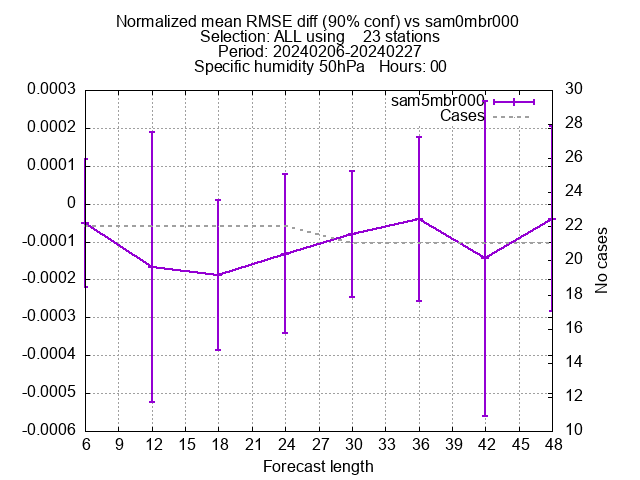 Normalized mean RMSE diff (90% conf) vs sam0mbr000
Selection: ALL using    23 stations
Period: 20240206-20240227
Specific humidity 50hPa   Hours: 00
sam5mbr000
Cases
0.0003
0.0002
0.0001
0
-0.0001
-0.0002
-0.0003
-0.0004
-0.0005
-0.0006
30
28
26
24
22
20
18
16
14
12
10
No cases
6 9 12 15 18 21 24 27 30 33 36 39 42 45 48
Forecast length